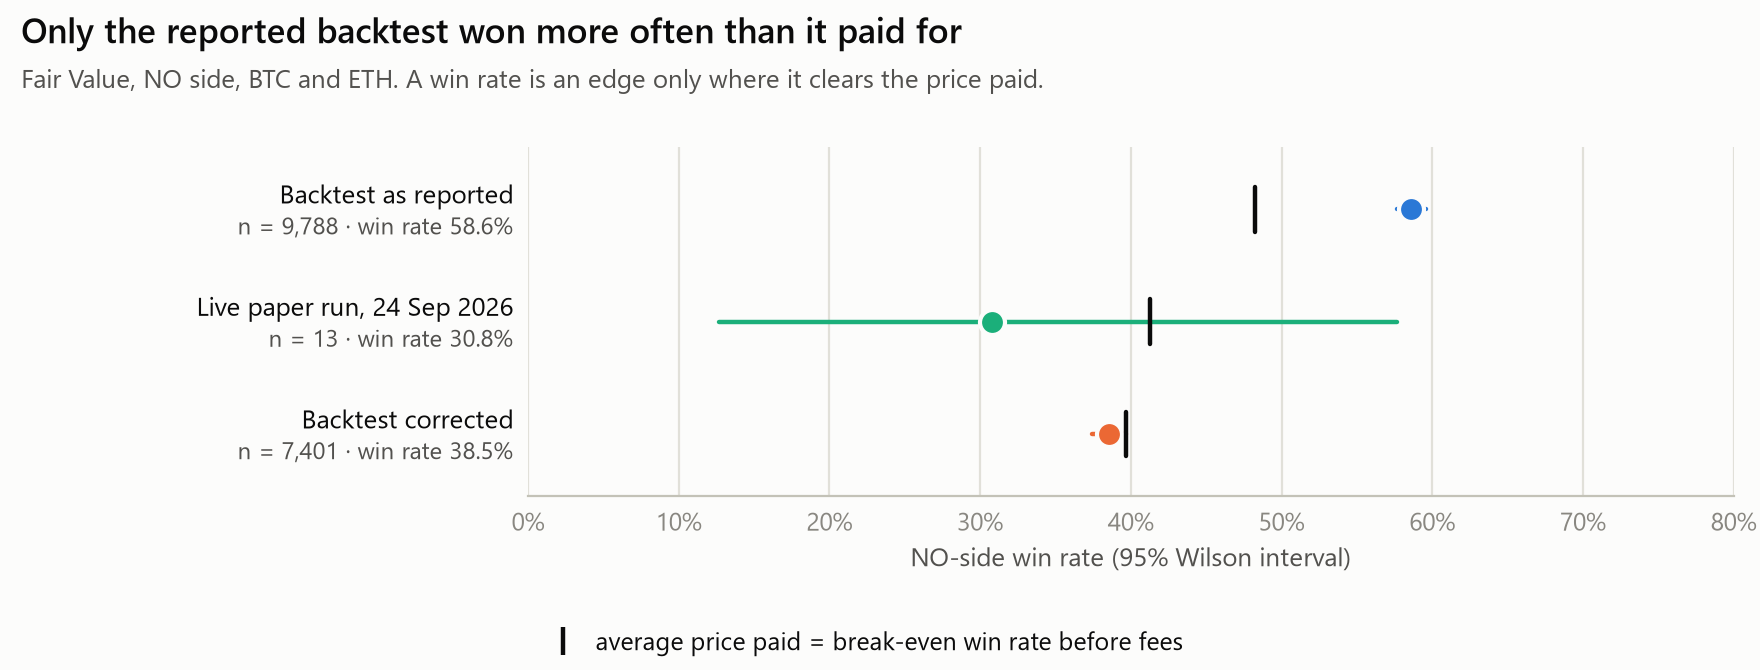 Only the reported backtest won more often than it paid for
Fair Value, NO side, BTC and ETH. A win rate is an edge only where it clears the price paid.
Backtest as reported
n = 9,788 · win rate 58.6%
Live paper run, 24 Sep 2026
n = 13 · win rate 30.8%
Backtest corrected
n = 7,401 · win rate 38.5%
0% 10% 20% 30% 40% 50% 60% 70% 80%
NO-side win rate (95% Wilson interval)
average price paid = break-even win rate before fees